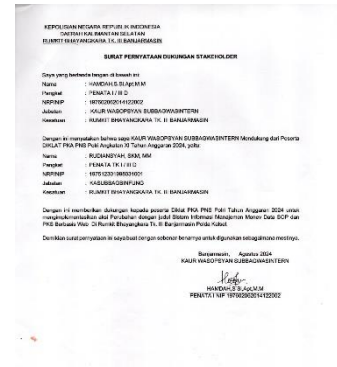 KEPOLISIAN NEGARA REPUBLIK INDONESIA
DAERAH KALIMANTAN SELATAN
RUMKIT BHAYANGKARA TK. III BANJARMASIN
SURAT PERNYATAAN DUKUNGAN STAKEHOLDER
Saya yang bertanda tangan di bawah ini:
Nama : HAMDAH,S.Si,Apt,M.M
Pangkat : PENATA I / III D
NRP/NIP : 197602062014122002
Jabatan : KAUR WASOPSYAN SUBBAGWASINTERN
Kesatuan : RUMKIT BHAYANGKARA TK. III BANJARMASIN
Dengan ini menyatakan bahwa saya KAUR WASOPSYAN SUBBAGWASINTERN Mendukung dari Peserta
DIKLAT PKA PNS Polri Angkatan XI Tahun Anggaran 2024, yaitu:
Nama : RUDIANSYAH, SKM, MM
Pangkat : PENATA TK I / III D
NRP/NIP :
Jabatan : KASUBBAGBINFUNG
Kesatuan : RUMKIT BHAYANGKARA TK. III BANJARMASIN
Dengan ini memberikan dukungan kepada peserta Diklat PKA PNS Polri Tahun Anggaran 2024 untuk
mengimplementasikan aksi Perubahan dengan judul Sistem Informasi Manajemen Monev Data SOP dan
PKS Berbasis Web Di Rumkit Bhayangkara Tk. III Banjarmasin Polda Kalsel.
Demikian surat pernyataan ini saya buat dengan sebenar benarnya untuk digunakan sebagaimana mestinya.
Banjarmasin, Agustus 2024
KAUR WASOPSYAN SUBBAGWASINTERN
HAMDAH,S.Si,Apt,M.M
PENATA I NIP 197602062014122002